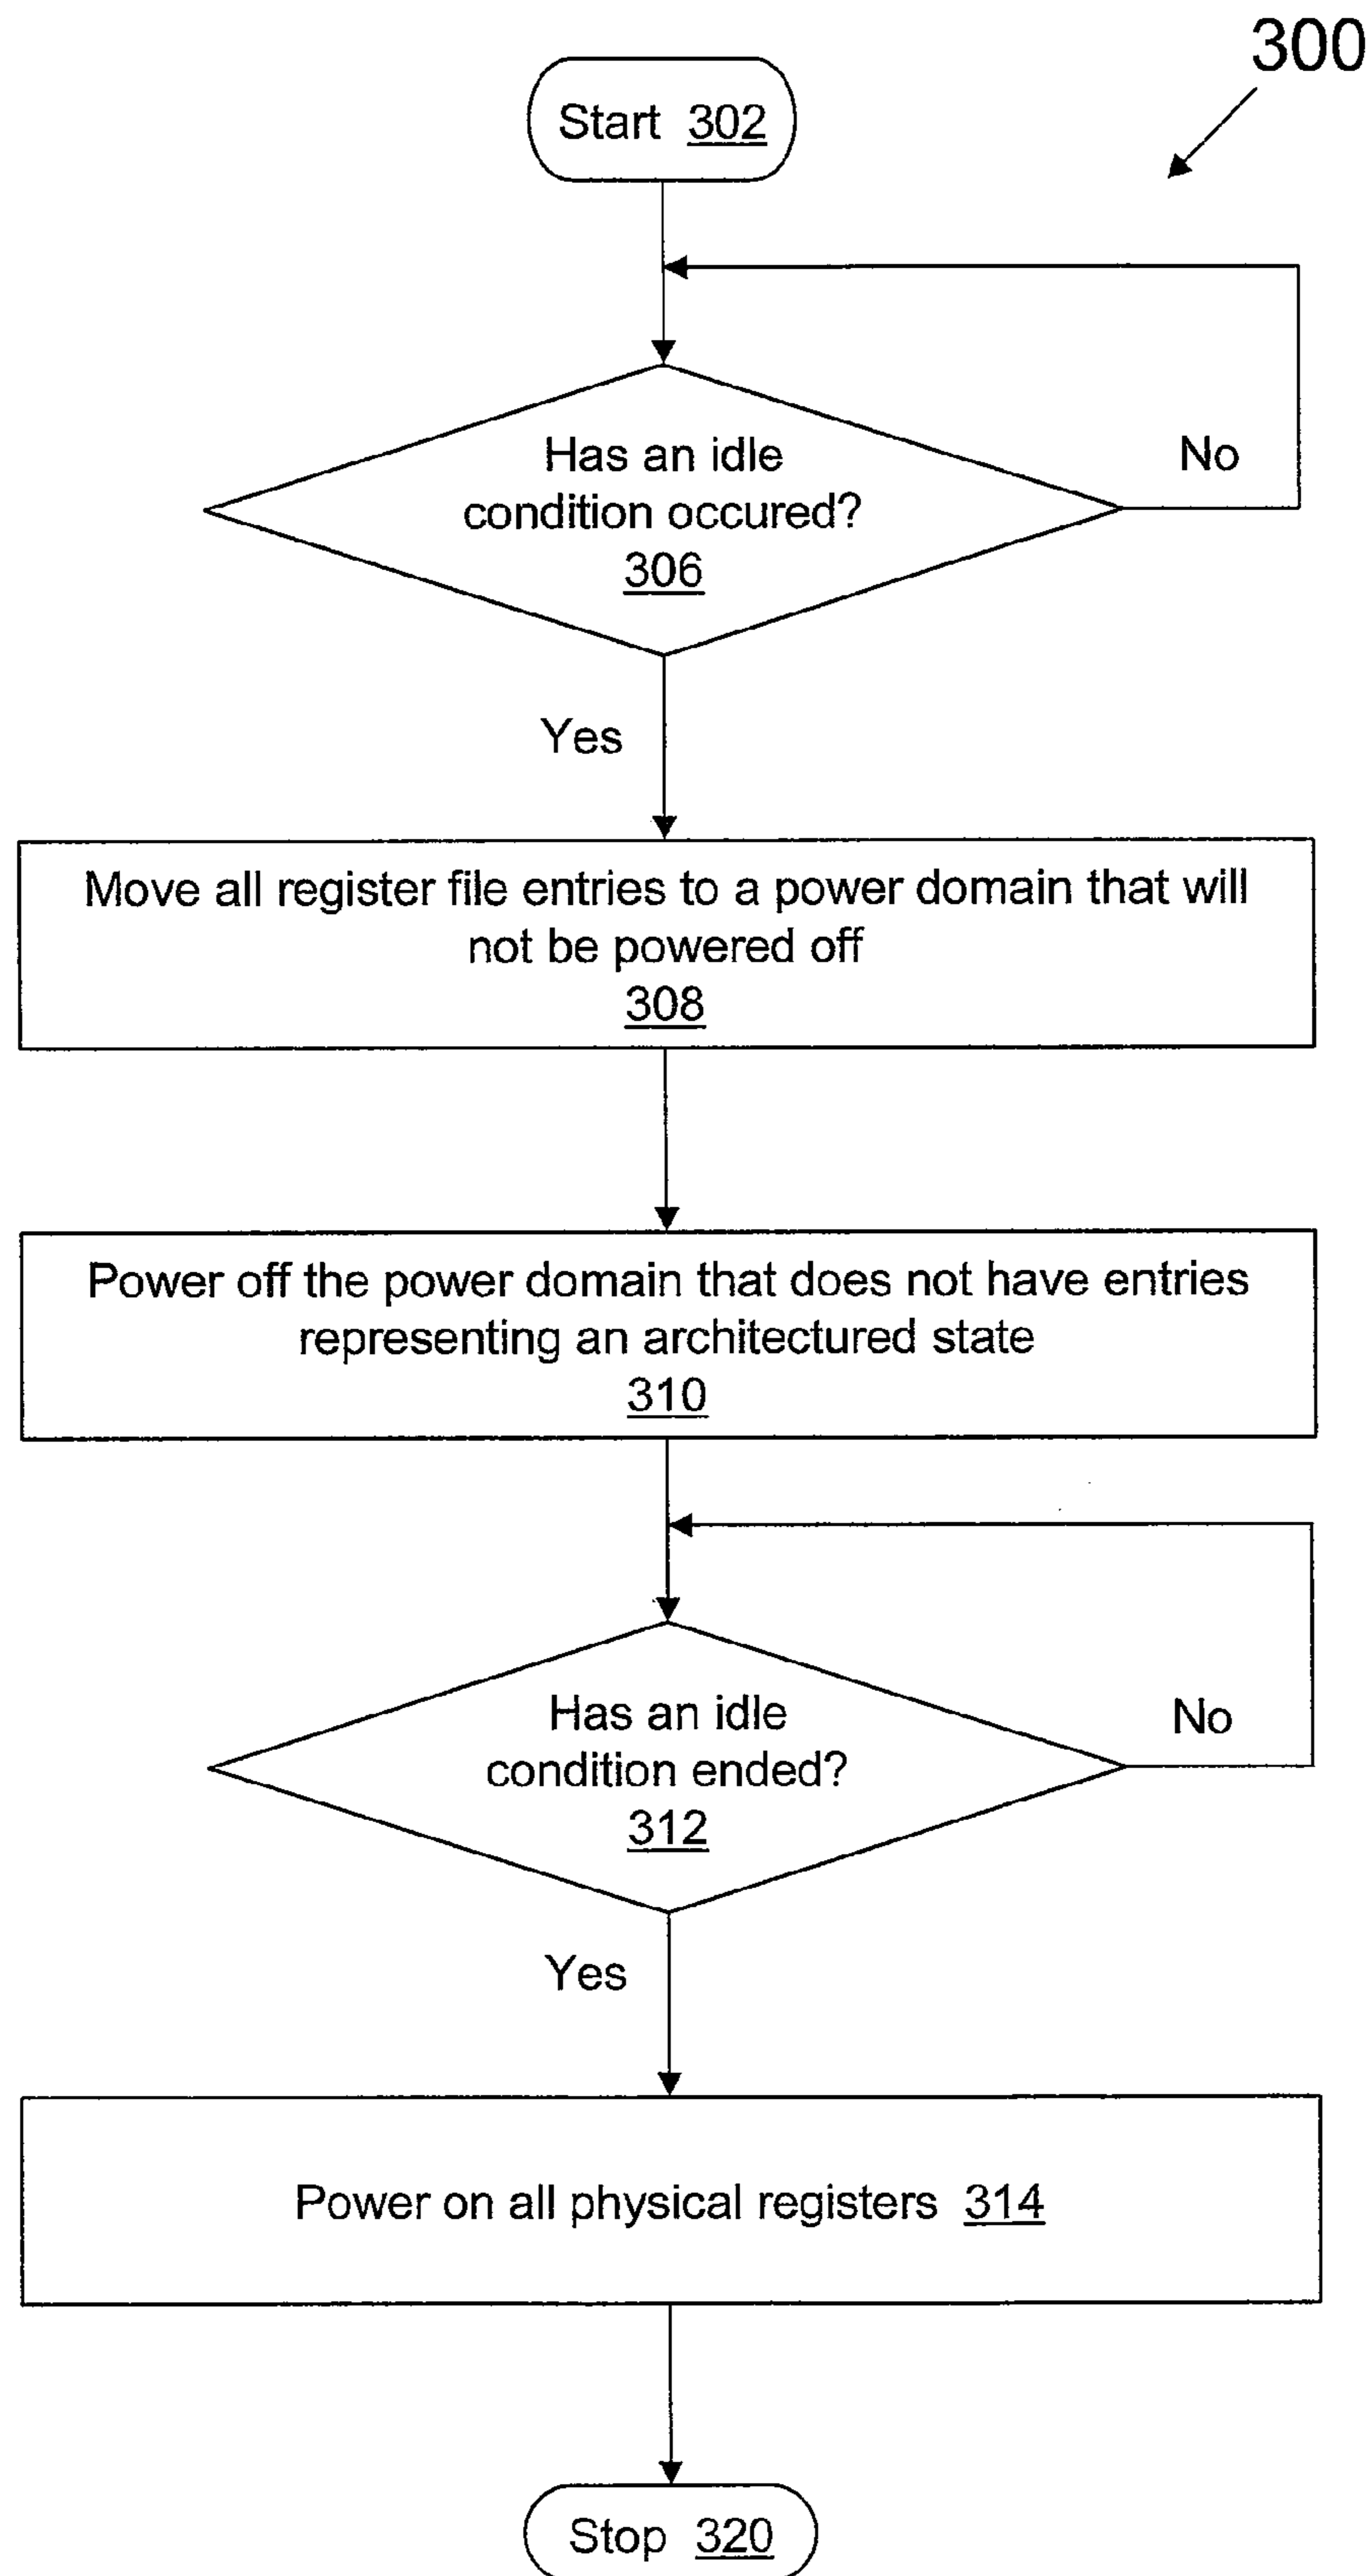 300
Start 302
Has an idle
condition occured?
306
No
Yes
Move all register file entries to a power domain that will
not be powered off
308
Power off the power domain that does not have entries
representing an architectured state
310
Has an idle
condition ended?
312
No
Yes
Power on all physical registers 314
Stop 320